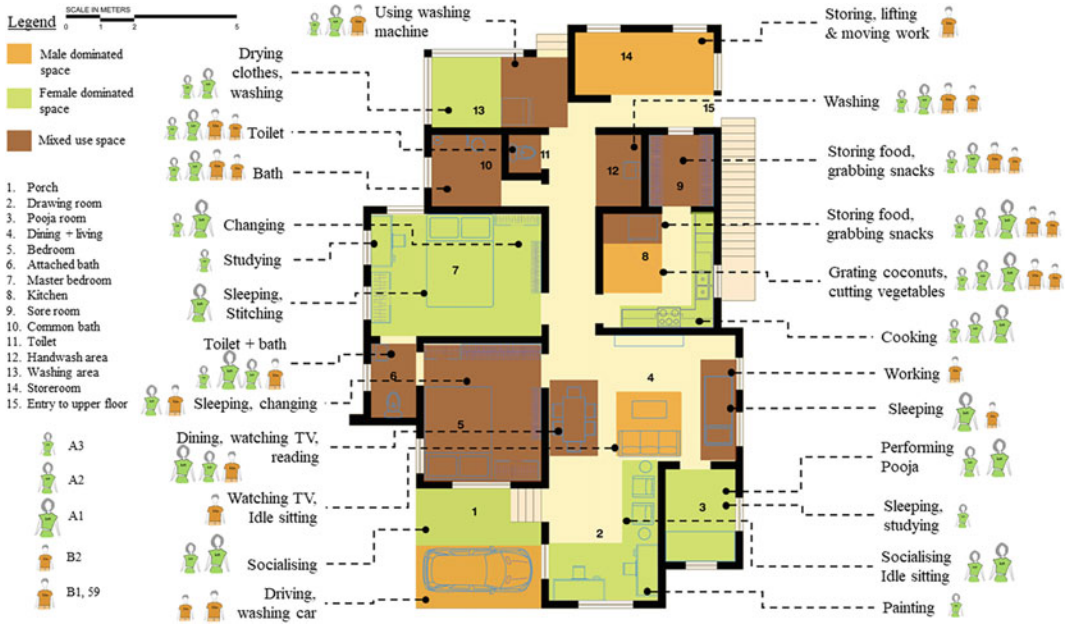 SCALE IN METERS
0 1 2 5
Legend
Male dominated
space
Female dominated
space
Mixed use space
1. Porch
2. Drawing room
3. Pooja room
4. Dining + living
5. Bedroom
6. Attached bath
7. Master bedroom
8. Kitchen
9. Sore room
10. Common bath
11. Toilet
12. Handwash area
13. Washing area
14. Storeroom
15. Entry to upper floor
A3
A2
A1
B2
B1, 59
Using washing
machine
Drying
clothes,
washing
Toilet
Bath
Changing
Studying
Sleeping,
Stitching
Toilet + bath
Sleeping, changing
Dining, watching TV,
reading
Watching TV,
Idle sitting
Socialising
Driving,
washing car
14
13
15
10
11
12
9
7
8
6
5
4
1
2
3
Storing, lifting
& moving work
Washing
Storing food,
grabbing snacks
Storing food,
grabbing snacks
Grating coconuts,
cutting vegetables
Cooking
Working
Sleeping
Performing
Pooja
Sleeping,
studying
Socialising
Idle sitting
Painting